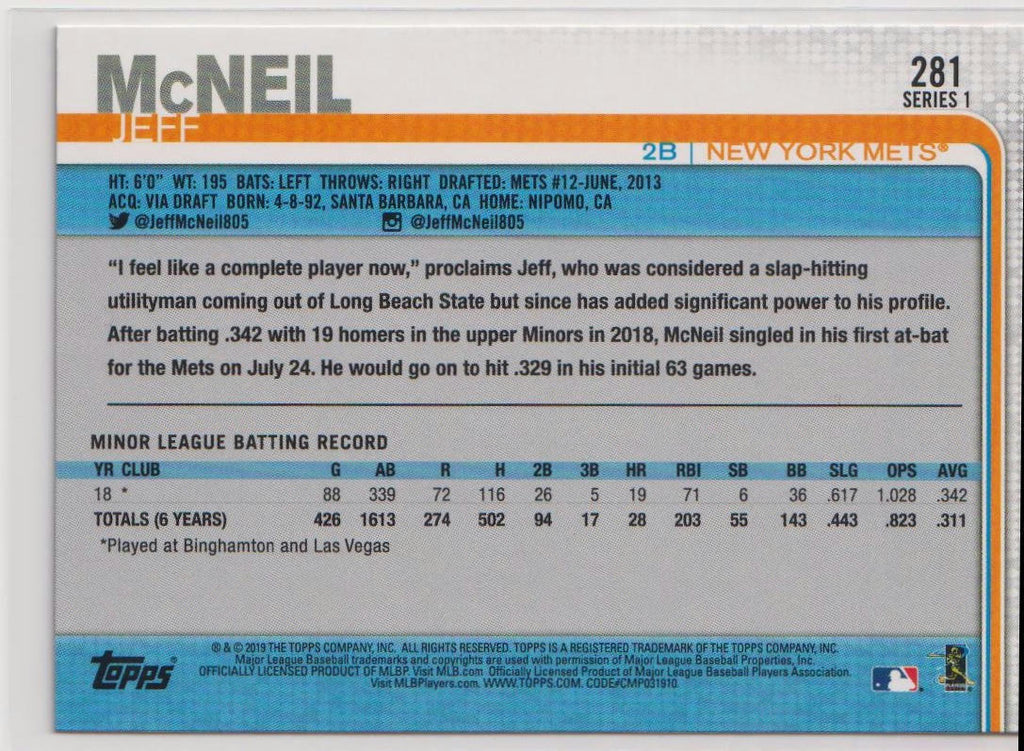 McNEIL
JEFF
281
SERIES 1
2B | NEW YORK METS®
HT: 6'0" WT: 195 BATS: LEFT THROWS: RIGHT DRAFTED: METS #12-JUNE, 2013
ACQ: VIA DRAFT BORN: 4-8-92, SANTA BARBARA, CA HOME: NIPOMO, CA
@JeffMcNeil805 @JeffMcNeil805
"I feel like a complete player now," proclaims Jeff, who was considered a slap-hitting
utilityman coming out of Long Beach State but since has added significant power to his profile.
After batting .342 with 19 homers in the upper Minors in 2018, McNeil singled in his first at-bat
for the Mets on July 24. He would go on to hit .329 in his initial 63 games.
MINOR LEAGUE BATTING RECORD
YR CLUB G AB R H 2B 3B HR RBI SB BB SLG OPS AVG
18 * 88 339 72 116 26 5 19 71 6 36 .617 1.028 .342
TOTALS (6 YEARS) 426 1613 274 502 94 17 28 203 55 143 .443 .823 .311
*Played at Binghamton and Las Vegas
topps®
® & © 2019 THE TOPPS COMPANY, INC. ALL RIGHTS RESERVED. TOPPS IS A REGISTERED TRADEMARK OF THE TOPPS COMPANY, INC.
Major League Baseball trademarks and copyrights are used with permission of Major League Baseball Properties, Inc.
OFFICIALLY LICENSED PRODUCT OF MLBP. Visit MLB.com Officially Licensed Product of Major League Baseball Players Association.
Visit MLBPlayers.com. WWW.TOPPS.COM. CODE#CMP031910